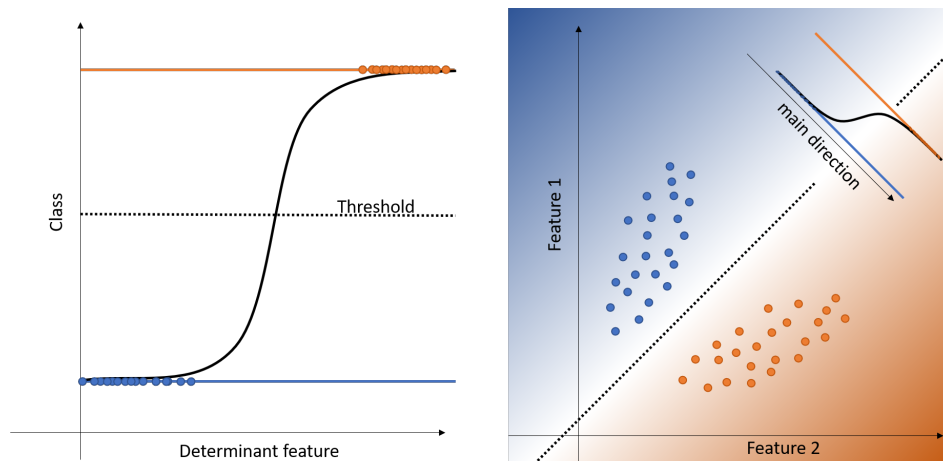 Class
Threshold
Determinant feature
Feature 1
main direction
Feature 2